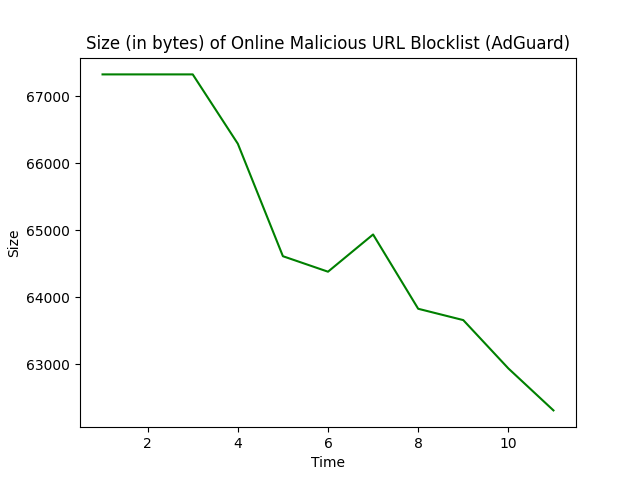 Size (in bytes) of Online Malicious URL Blocklist (AdGuard)
67000
66000
65000
64000
63000
Size
2 4 6 8 10
Time